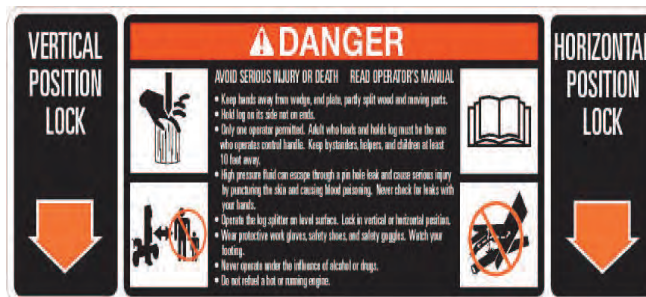 VERTICAL
POSITION
LOCK
DANGER
AVOID SERIOUS INJURY OR DEATH READ OPERATOR'S MANUAL
• Keep hands away from wedge, end plate, partly split wood and moving parts.
• Hold log on its side not on ends.
• Only one operator permitted. Adult who loads and holds log must be the one
who operates control handle. Keep bystanders, helpers, and children at least
10 feet away.
• High pressure fluid can escape through a pin hole leak and cause serious injury
by puncturing the skin and causing blood poisoning. Never check for leaks with
your hands.
• Operate the log splitter on level surface. Lock in vertical or horizontal position.
• Wear protective work gloves, safety shoes, and safety goggles. Watch your
footing.
• Never operate under the influence of alcohol or drugs.
• Do not refuel a hot or running engine.
HORIZONTAL
POSITION
LOCK